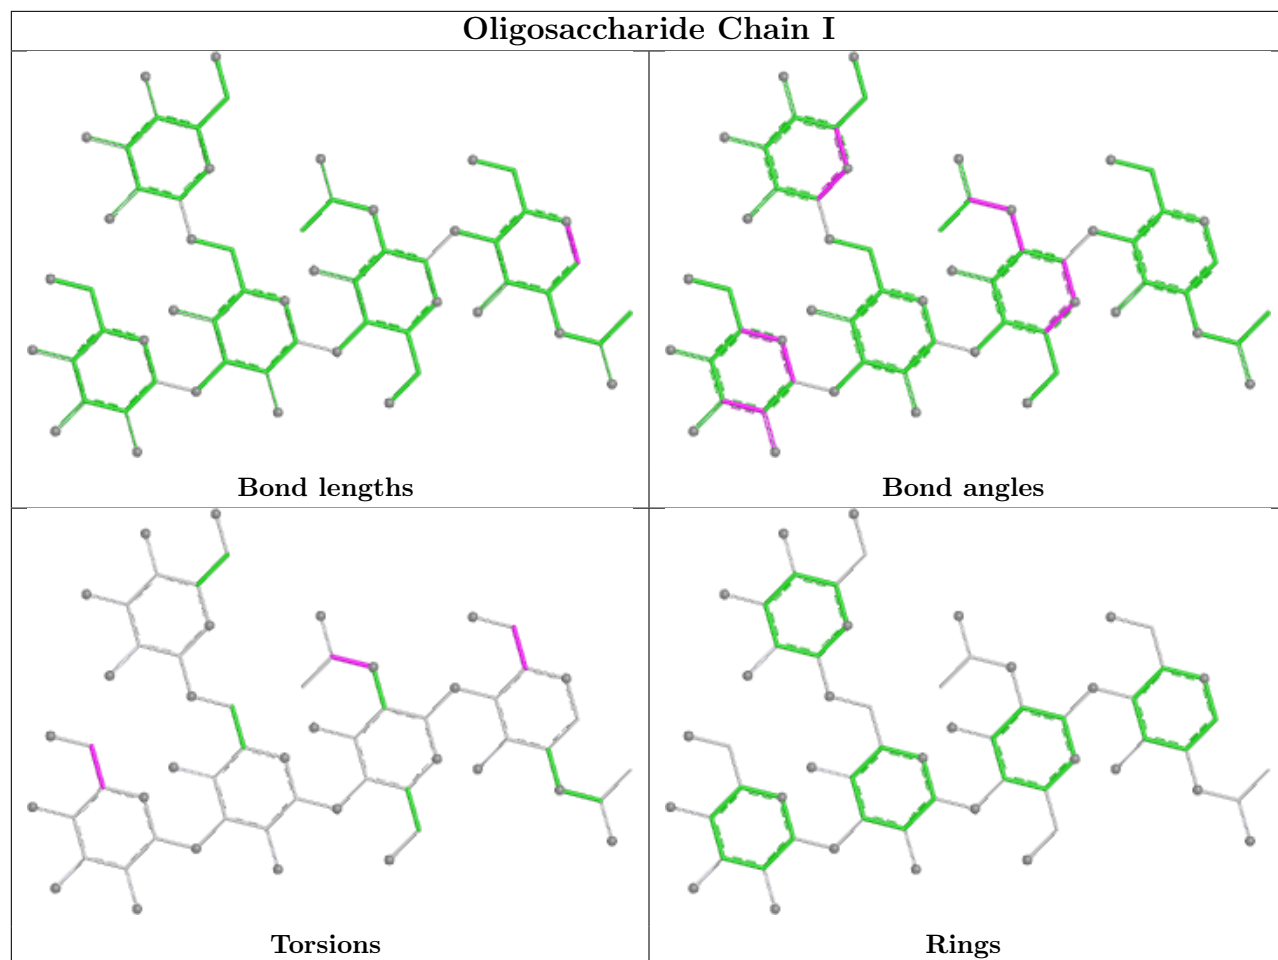 Oligosaccharide Chain I
Bond lengths
Bond angles
Torsions
Rings